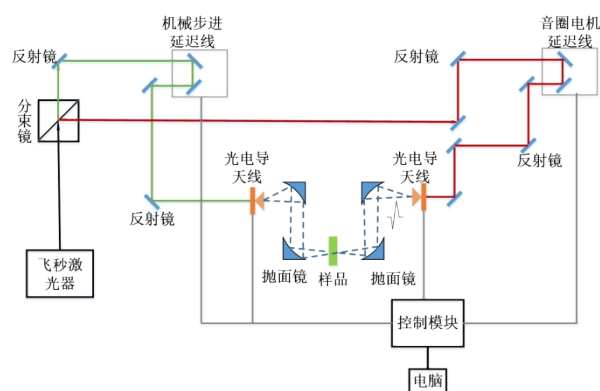 机械步进
延迟线
音圈电机
延迟线
反射镜
反射镜
分
束
镜
光电导
天线
光电导
天线
反射镜
反射镜
飞秒激
光器
抛面镜
样品
抛面镜
控制模块
电脑